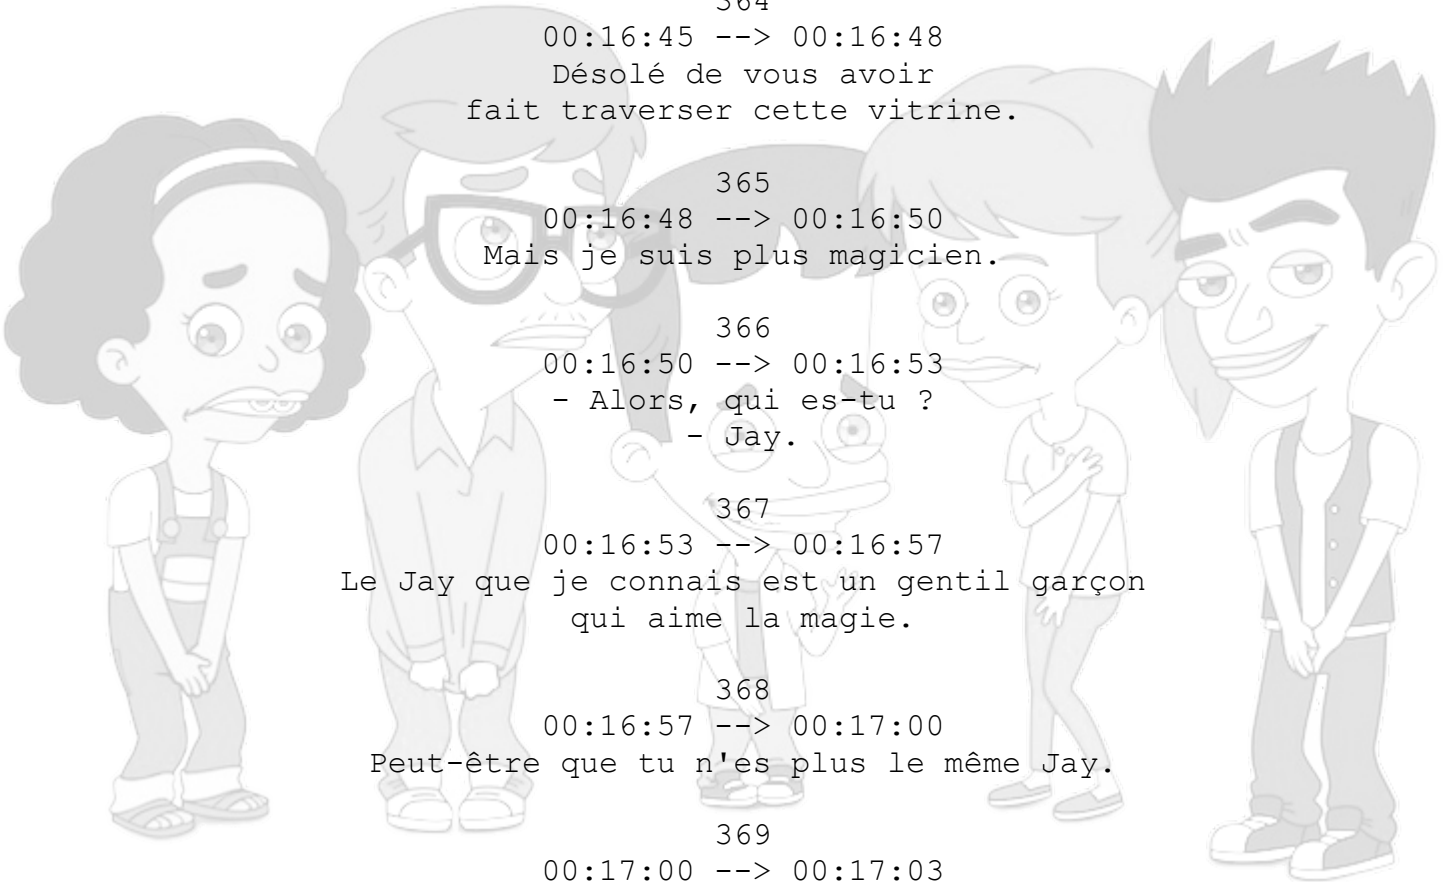 364
00:16:45 --> 00:16:48
Désolé de vous avoir
fait traverser cette vitrine.
365
00:16:48 --> 00:16:50
Mais je suis plus magicien.
366
00:16:50 --> 00:16:53
- Alors, qui es-tu ?
- Jay.
367
00:16:53 --> 00:16:57
Le Jay que je connais est un gentil garçon
qui aime la magie.
368
00:16:57 --> 00:17:00
Peut-être que tu n'es plus le même Jay.
369
00:17:00 --> 00:17:03